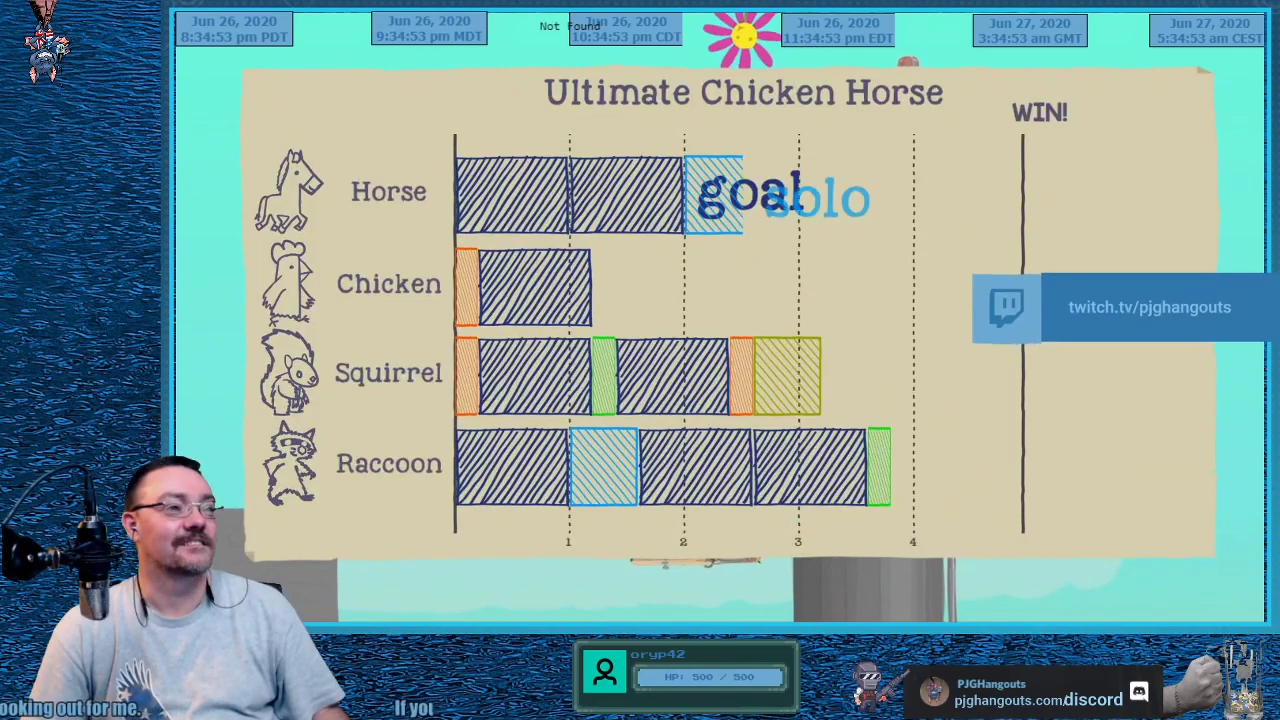 Jun 26, 2020
8:34:53 pm PDT
Jun 26, 2020
9:34:53 pm MDT
Not Found
Jun 26, 2020
10:34:53 pm CDT
Jun 26, 2020
11:34:53 pm EDT
Jun 27, 2020
3:34:53 am GMT
Jun 27, 2020
5:34:53 am CEST
Ultimate Chicken Horse
WIN!
Horse
goal
solo
Chicken
Squirrel
Raccoon
1 2 3 4
twitch.tv/pjghangouts
oryp42
HP: 500 / 500
PJGHangouts
pjghangouts.com/discord
ooking out for me. If you